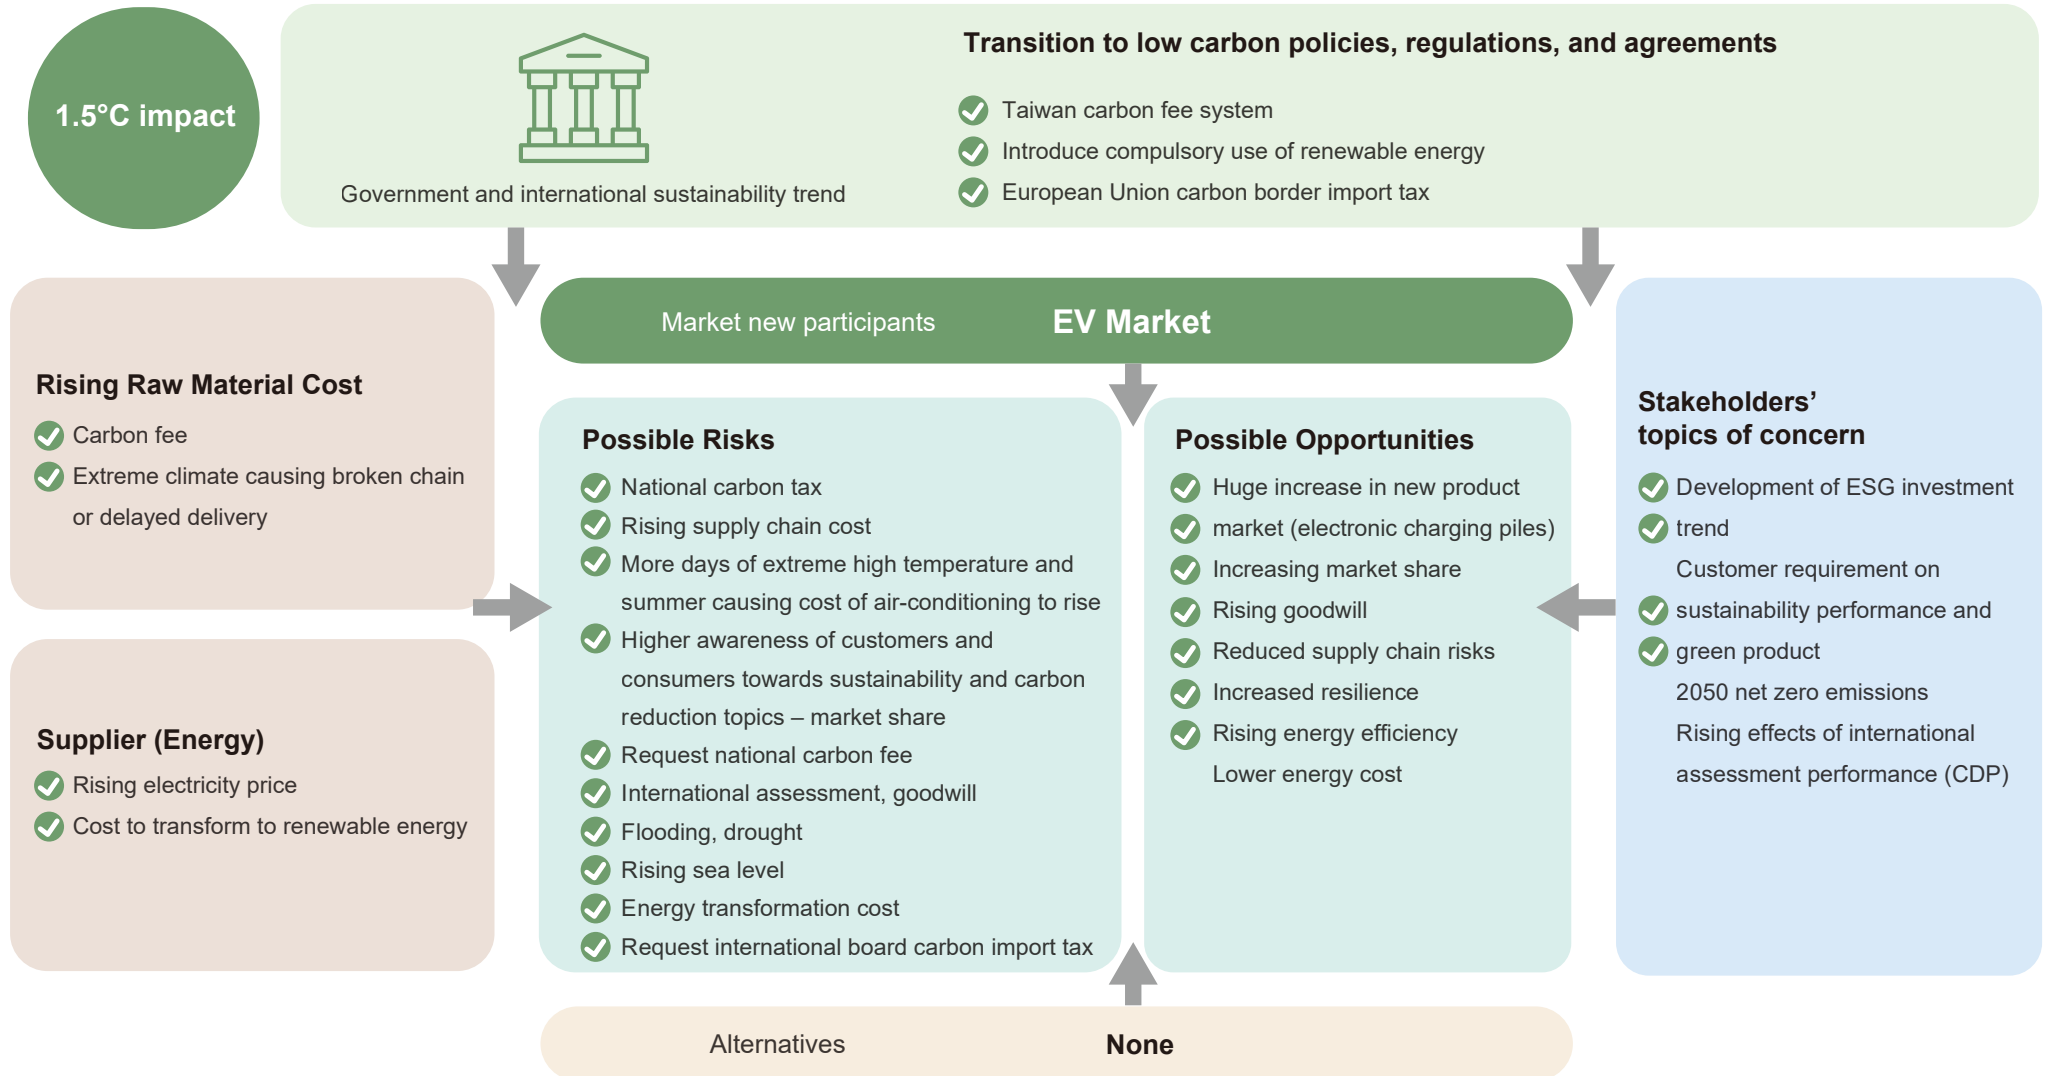 1.5°C impact
Government and international sustainability trend
Transition to low carbon policies, regulations, and agreements
Taiwan carbon fee system
Introduce compulsory use of renewable energy
European Union carbon border import tax
Rising Raw Material Cost
Carbon fee
Extreme climate causing broken chain
or delayed delivery
Supplier (Energy)
Rising electricity price
Cost to transform to renewable energy
Market new participants EV Market
Possible Risks
National carbon tax
Rising supply chain cost
More days of extreme high temperature and
summer causing cost of air-conditioning to rise
Higher awareness of customers and
consumers towards sustainability and carbon
reduction topics – market share
Request national carbon fee
International assessment, goodwill
Flooding, drought
Rising sea level
Energy transformation cost
Request international board carbon import tax
Possible Opportunities
Huge increase in new product
market (electronic charging piles)
Increasing market share
Rising goodwill
Reduced supply chain risks
Increased resilience
Rising energy efficiency
Lower energy cost
Stakeholders’
topics of concern
Development of ESG investment
trend
Customer requirement on
sustainability performance and
green product
2050 net zero emissions
Rising effects of international
assessment performance (CDP)
Alternatives None